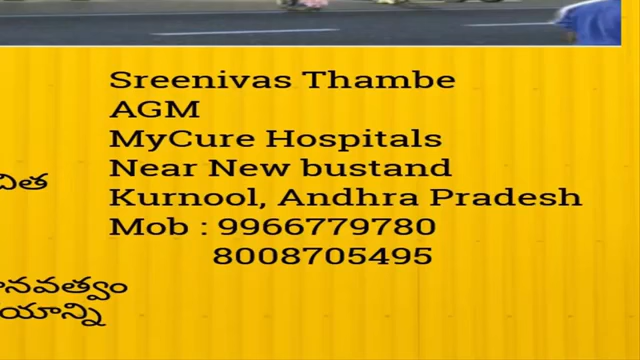 Sreenivas Thambe
AGM
MyCure Hospitals
Near New bustand
Kurnool, Andhra Pradesh
Mob : 9966779780
8008705495